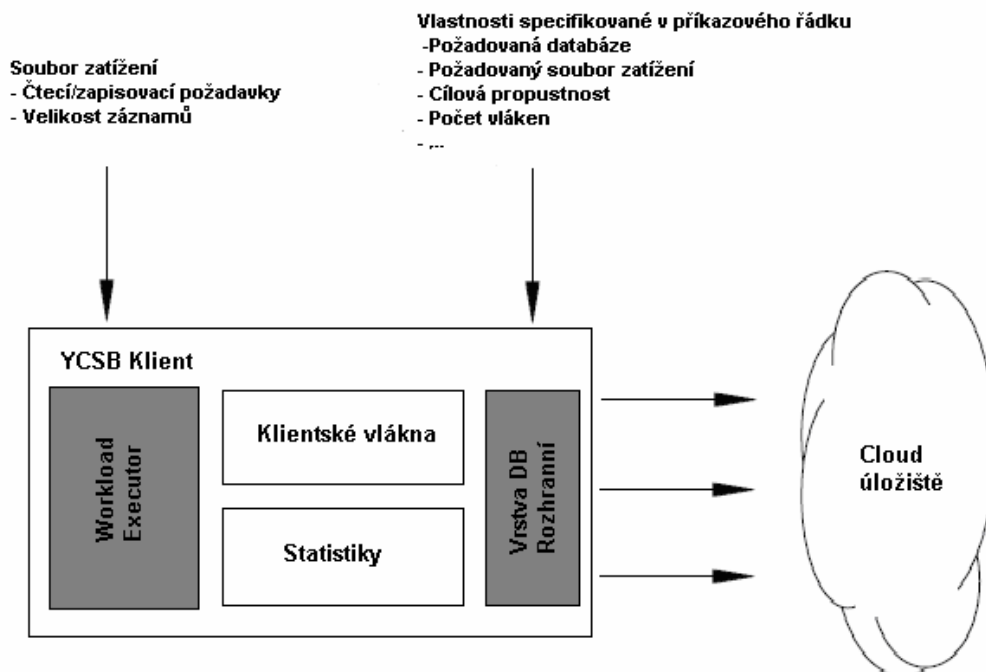 Vlastnosti specifikované v příkazového řádku
-Požadovaná databáze
- Požadovaný soubor zatížení
- Cílová propustnost
- Počet vláken
- ,..
Soubor zatížení
- Čtecí/zapisovací požadavky
- Velikost záznamů
YCSB Klient
Workload
Executor
Klientské vlákna
Statistiky
Vrstva DB
Rozhranní
Cloud
úložiště